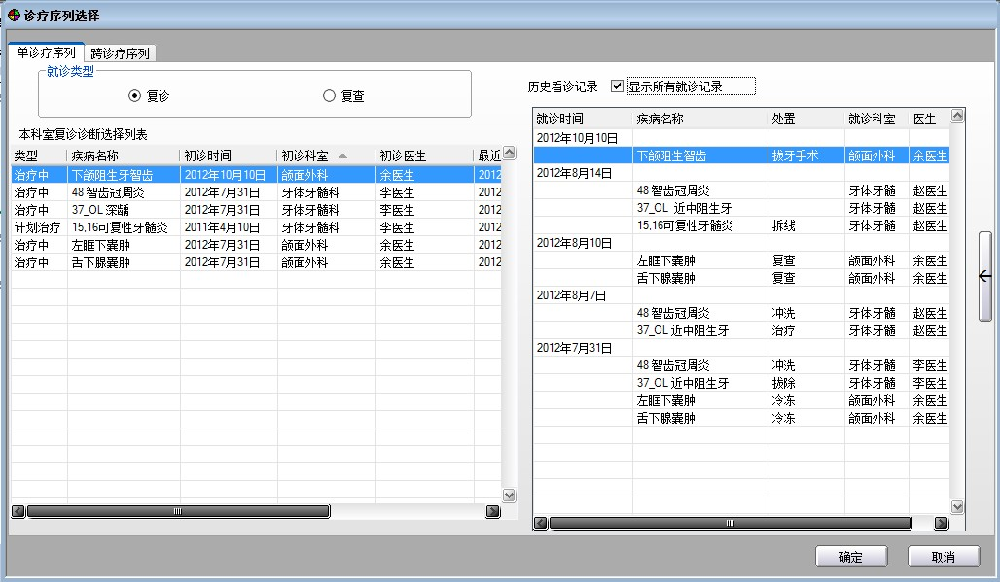 诊疗序列选择
单诊疗序列 跨诊疗序列
就诊类型
复诊 复查
本科室复诊诊断选择列表
类型 疾病名称 初诊时间 初诊科室 初诊医生 最近
治疗中 下颌阻生牙智齿 2012年10月10日 颌面外科 余医生 2012
治疗中 48 智齿冠周炎 2012年7月31日 牙体牙髓科 李医生 2012
治疗中 37_OL 深龋 2012年7月31日 牙体牙髓科 李医生 2012
计划治疗 15,16可复性牙髓炎 2011年4月10日 牙体牙髓科 李医生 2012
治疗中 左眶下囊肿 2012年7月31日 颌面外科 余医生 2012
治疗中 舌下腺囊肿 2012年7月31日 颌面外科 余医生 2012
历史看诊记录 显示所有就诊记录
就诊时间 疾病名称 处置 就诊科室 医生
2012年10月10日
下颌阻生智齿 拔牙手术 颌面外科 余医生
2012年8月14日
48 智齿冠周炎 牙体牙髓 赵医生
37_OL 近中阻生牙 牙体牙髓 赵医生
15,16可复性牙髓炎 拆线 牙体牙髓 赵医生
2012年8月10日
左眶下囊肿 复查 颌面外科 余医生
舌下腺囊肿 复查 颌面外科 余医生
2012年8月7日
48 智齿冠周炎 冲洗 牙体牙髓 赵医生
37_OL 近中阻生牙 治疗 牙体牙髓 赵医生
2012年7月31日
48 智齿冠周炎 冲洗 牙体牙髓 李医生
37_OL 近中阻生牙 拔除 牙体牙髓 李医生
左眶下囊肿 冷冻 颌面外科 余医生
舌下腺囊肿 冷冻 颌面外科 余医生
确定 取消